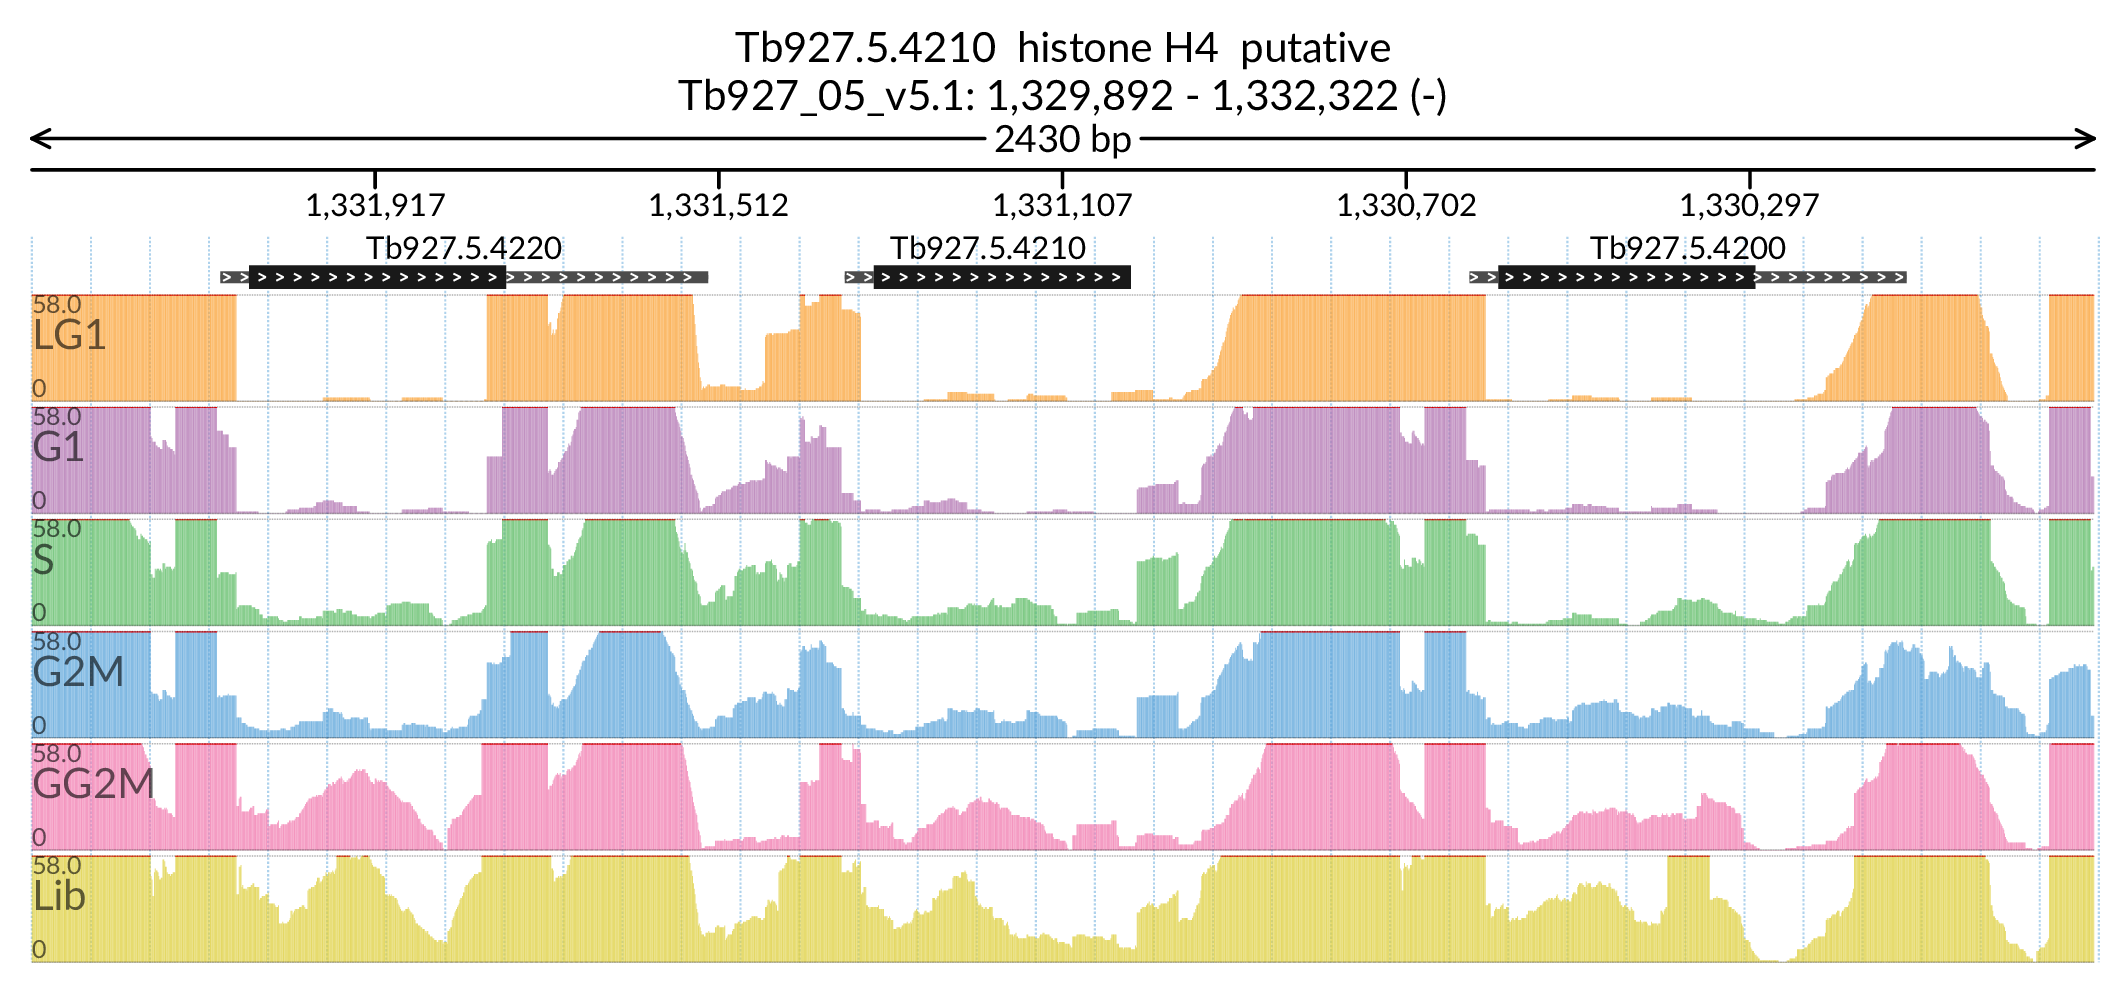 Tb927.5.4210 histone H4 putative
Tb927_05_v5.1: 1,329,892 - 1,332,322 (-)
2430 bp
1,331,917 1,331,512 1,331,107 1,330,702 1,330,297
Tb927.5.4220 Tb927.5.4210 Tb927.5.4200
58.0
LG1
0
58.0
G1
0
58.0
S
0
58.0
G2M
0
58.0
GG2M
0
58.0
Lib
0